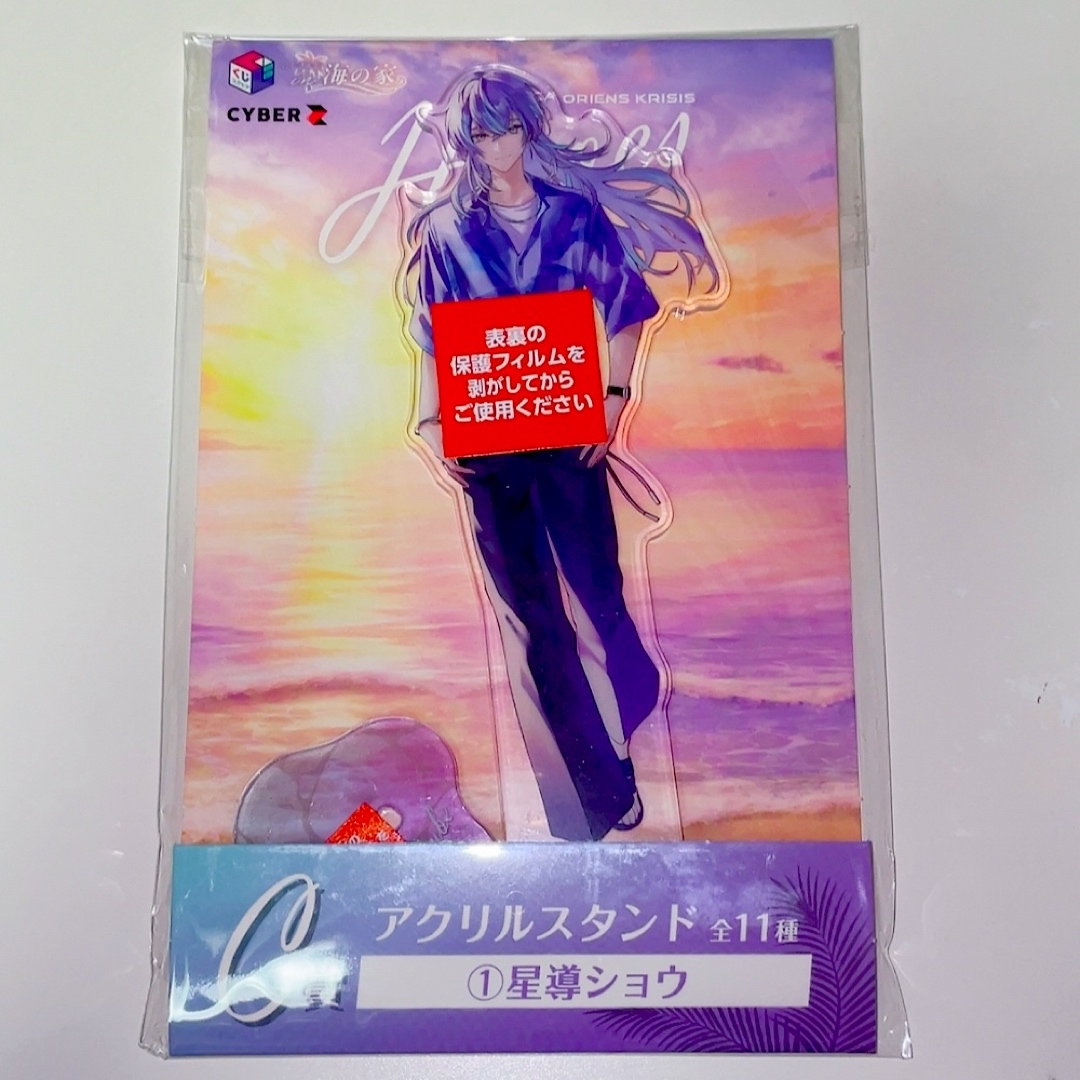 くじ
海の家
CYBER Z
ORIENS KRISIS
表裏の
保護フィルムを
剥がしてから
ご使用ください
C賞
アクリルスタンド 全11種
①星導ショウ